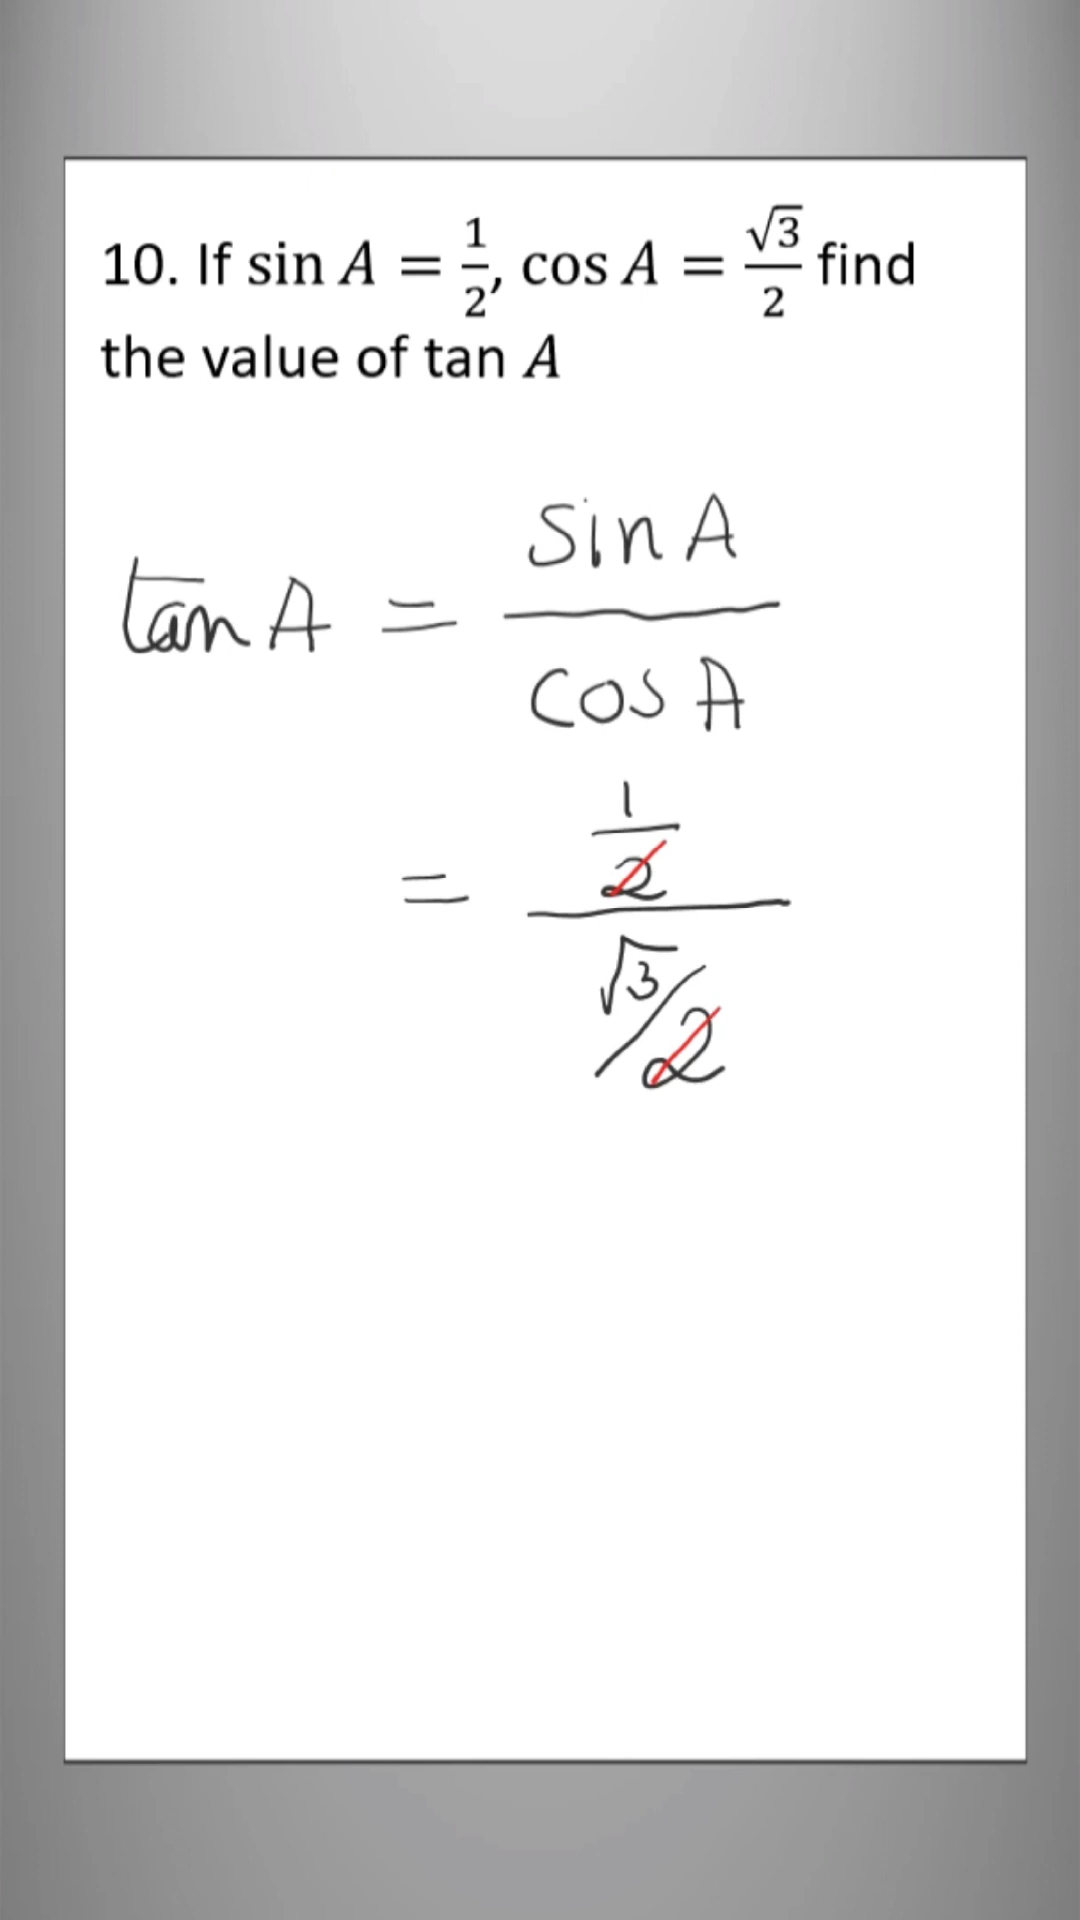 10. If sin A = 1/2, cos A = √3/2 find
the value of tan A
tan A = sin A / cos A
= 1/2 / √3/2